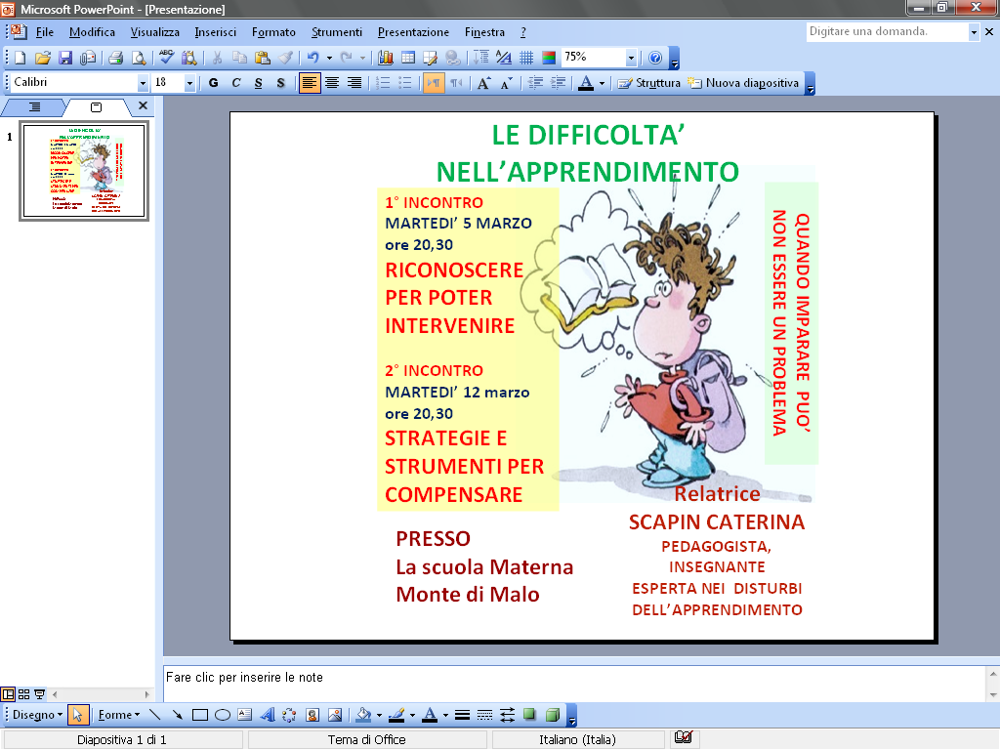 Microsoft PowerPoint - [Presentazione]
File Modifica Visualizza Inserisci Formato Strumenti Presentazione Finestra ?
Digitare una domanda.
75%
Calibri 18 G C S S
Struttura Nuova diapositiva
1
LE DIFFICOLTA’
NELL’APPRENDIMENTO
1° INCONTRO
MARTEDI’ 5 MARZO
ore 20,30
RICONOSCERE
PER POTER
INTERVENIRE
2° INCONTRO
MARTEDI’ 12 marzo
ore 20,30
STRATEGIE E
STRUMENTI PER
COMPENSARE
QUANDO IMPARARE PUO’
NON ESSERE UN PROBLEMA
PRESSO
La scuola Materna
Monte di Malo
Relatrice
SCAPIN CATERINA
PEDAGOGISTA,
INSEGNANTE
ESPERTA NEI DISTURBI
DELL’APPRENDIMENTO
Fare clic per inserire le note
Disegno Forme
Diapositiva 1 di 1 Tema di Office Italiano (Italia)